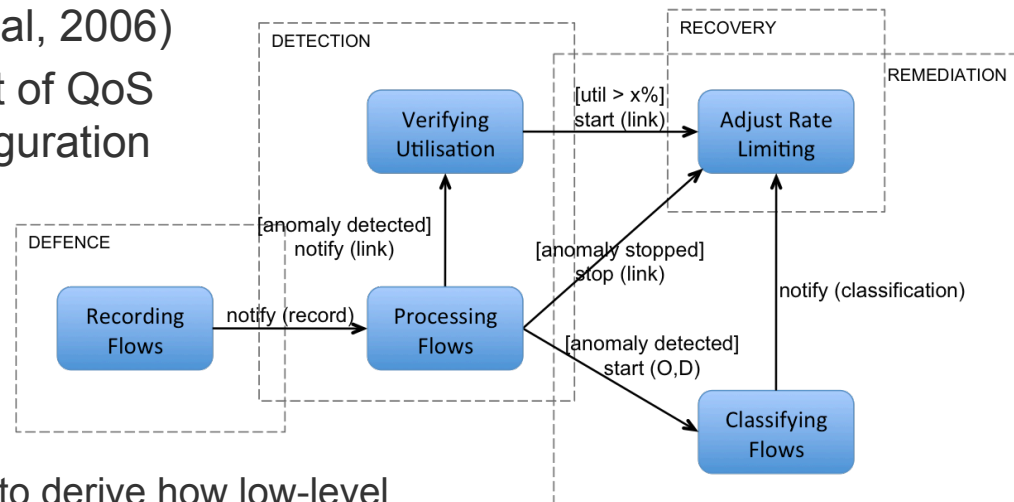 al, 2006)
t of QoS
guration
DETECTION
RECOVERY
REMEDIATION
Verifying
Utilisation
[util > x%]
start (link)
Adjust Rate
Limiting
DEFENCE
[anomaly detected]
notify (link)
[anomaly stopped]
stop (link)
notify (classification)
Recording
Flows
notify (record)
Processing
Flows
[anomaly detected]
start (O,D)
Classifying
Flows
to derive how low-level